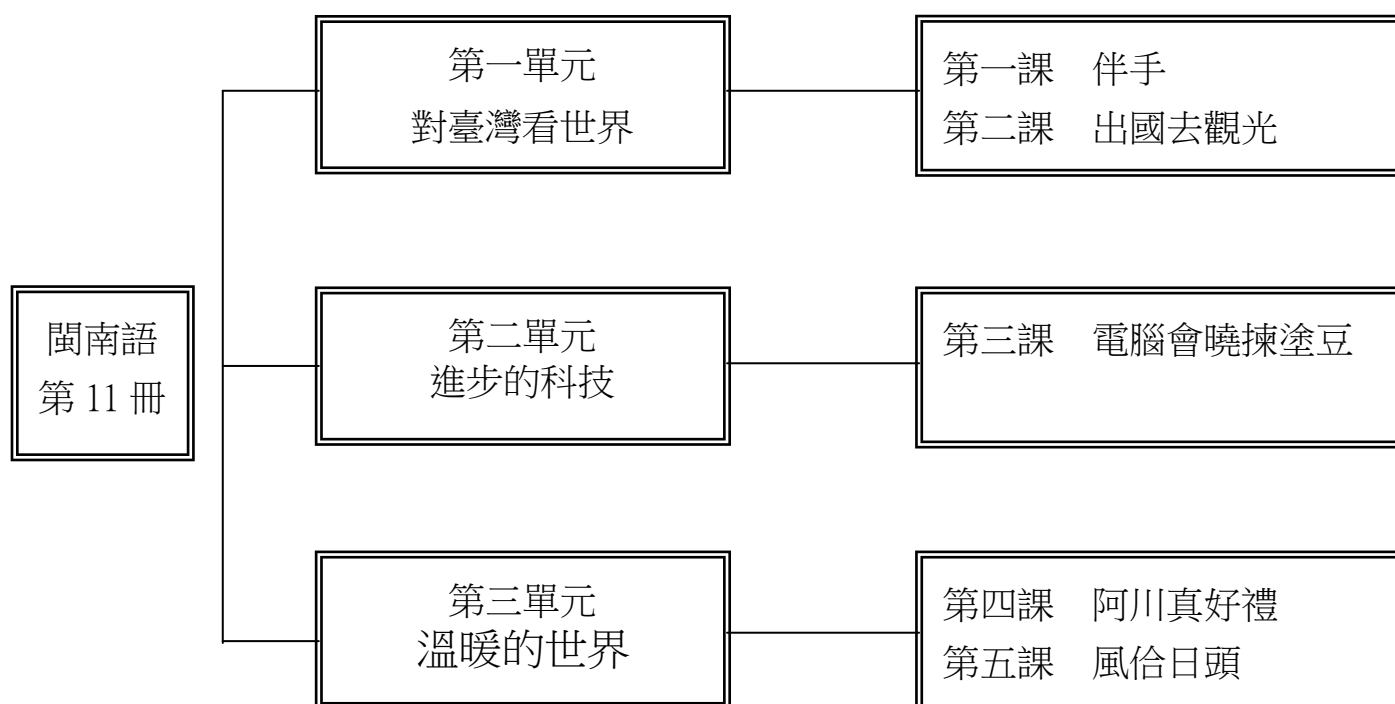 閩南語
第 11 冊
第一單元
對臺灣看世界
第一課 伴手
第二課 出國去觀光
第二單元
進步的科技
第三課 電腦會曉揀塗豆
第三單元
溫暖的世界
第四課 阿川真好禮
第五課 風佮日頭